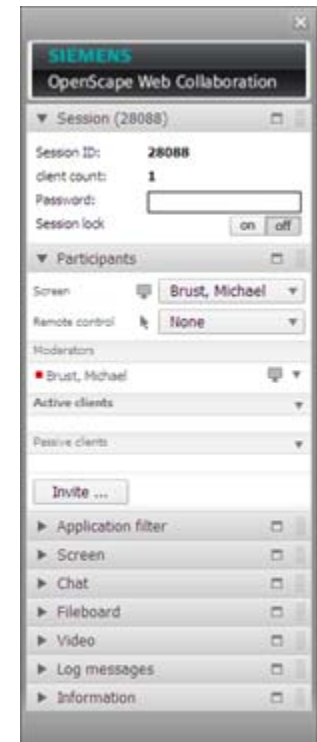 SIEMENS
OpenScape Web Collaboration
Session (28088)
Session ID: 28088
client count: 1
Password:
Session lock on off
Participants
Screen Brust, Michael
Remote control None
Moderators
Brust, Michael
Active clients
Passive clients
Invite ...
Application filter
Screen
Chat
Fileboard
Video
Log messages
Information